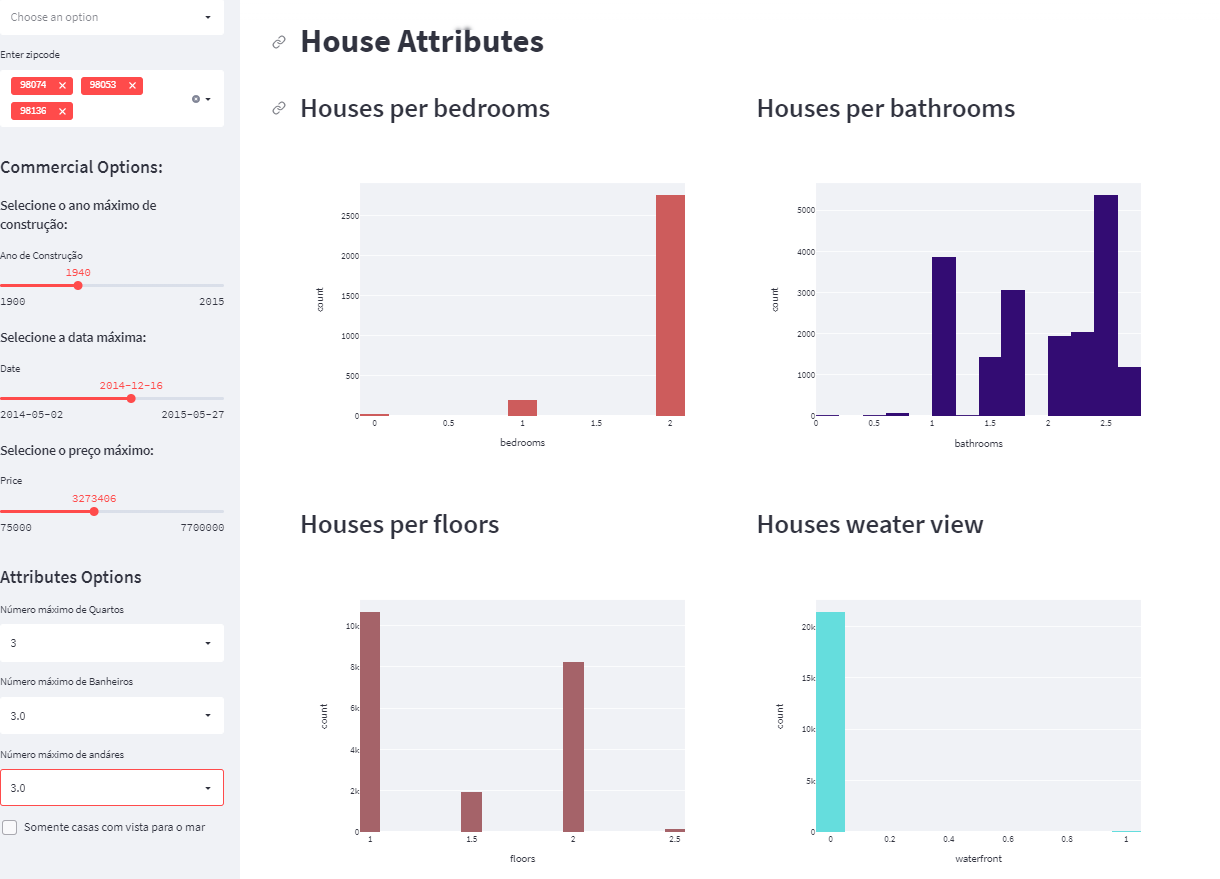 Choose an option
Enter zipcode
98074 98053
98136
Commercial Options:
Selecione o ano máximo de
construção:
Ano de Construção
1940
1900 2015
Selecione a data máxima:
Date
2014-12-16
2014-05-02 2015-05-27
Selecione o preço máximo:
Price
3273406
75000 7700000
Attributes Options
Número máximo de Quartos
3
Número máximo de Banheiros
3.0
Número máximo de andáres
3.0
Somente casas com vista para o mar
House Attributes
Houses per bedrooms
2500
2000
1500
1000
500
0
count
0 0.5 1 1.5 2
bedrooms
Houses per bathrooms
5000
4000
3000
2000
1000
0
count
0 0.5 1 1.5 2 2.5
bathrooms
Houses per floors
10k
8k
6k
4k
2k
0
count
1 1.5 2 2.5
floors
Houses weater view
20k
15k
10k
5k
0
count
0 0.2 0.4 0.6 0.8 1
waterfront